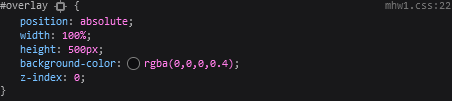 #overlay { mhw1.css:22
position: absolute;
width: 100%;
height: 500px;
background-color: rgba(0,0,0,0.4);
z-index: 0;
}